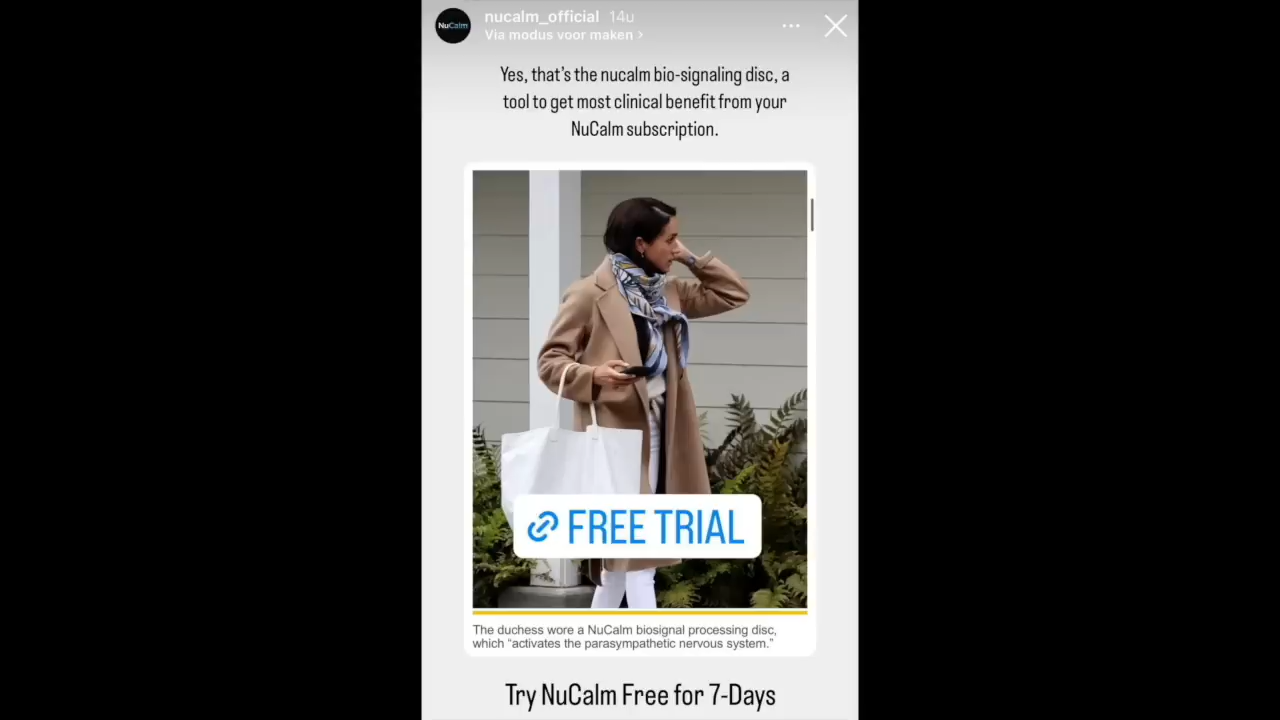 NuCalm
nucalm_official 14u
Via modus voor maken >
Yes, that's the nucalm bio-signaling disc, a
tool to get most clinical benefit from your
NuCalm subscription.
FREE TRIAL
The duchess wore a NuCalm biosignal processing disc,
which “activates the parasympathetic nervous system.”
Try NuCalm Free for 7-Days